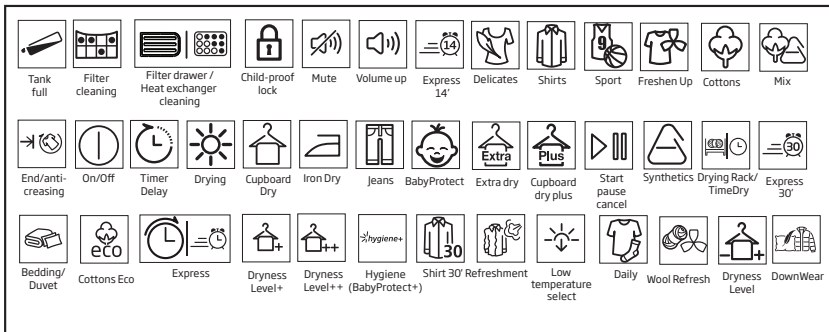 14
9
Tank full
Filter cleaning
Filter drawer / Heat exchanger cleaning
Child-proof lock
Mute
Volume up
Express 14'
Delicates
Shirts
Sport
Freshen Up
Cottons
Mix
Extra
Plus
30
End/anti-creasing
On/Off
Timer Delay
Drying
Cupboard Dry
Iron Dry
Jeans
BabyProtect
Extra dry
Cupboard dry plus
Start pause cancel
Synthetics
Drying Rack/ TimeDry
Express 30'
eco
+
++
hygiene+
30
- +
Bedding/ Duvet
Cottons Eco
Express
Dryness Level+
Dryness Level++
Hygiene (BabyProtect+)
Shirt 30'
Refreshment
Low temperature select
Daily
Wool Refresh
Dryness Level
DownWear